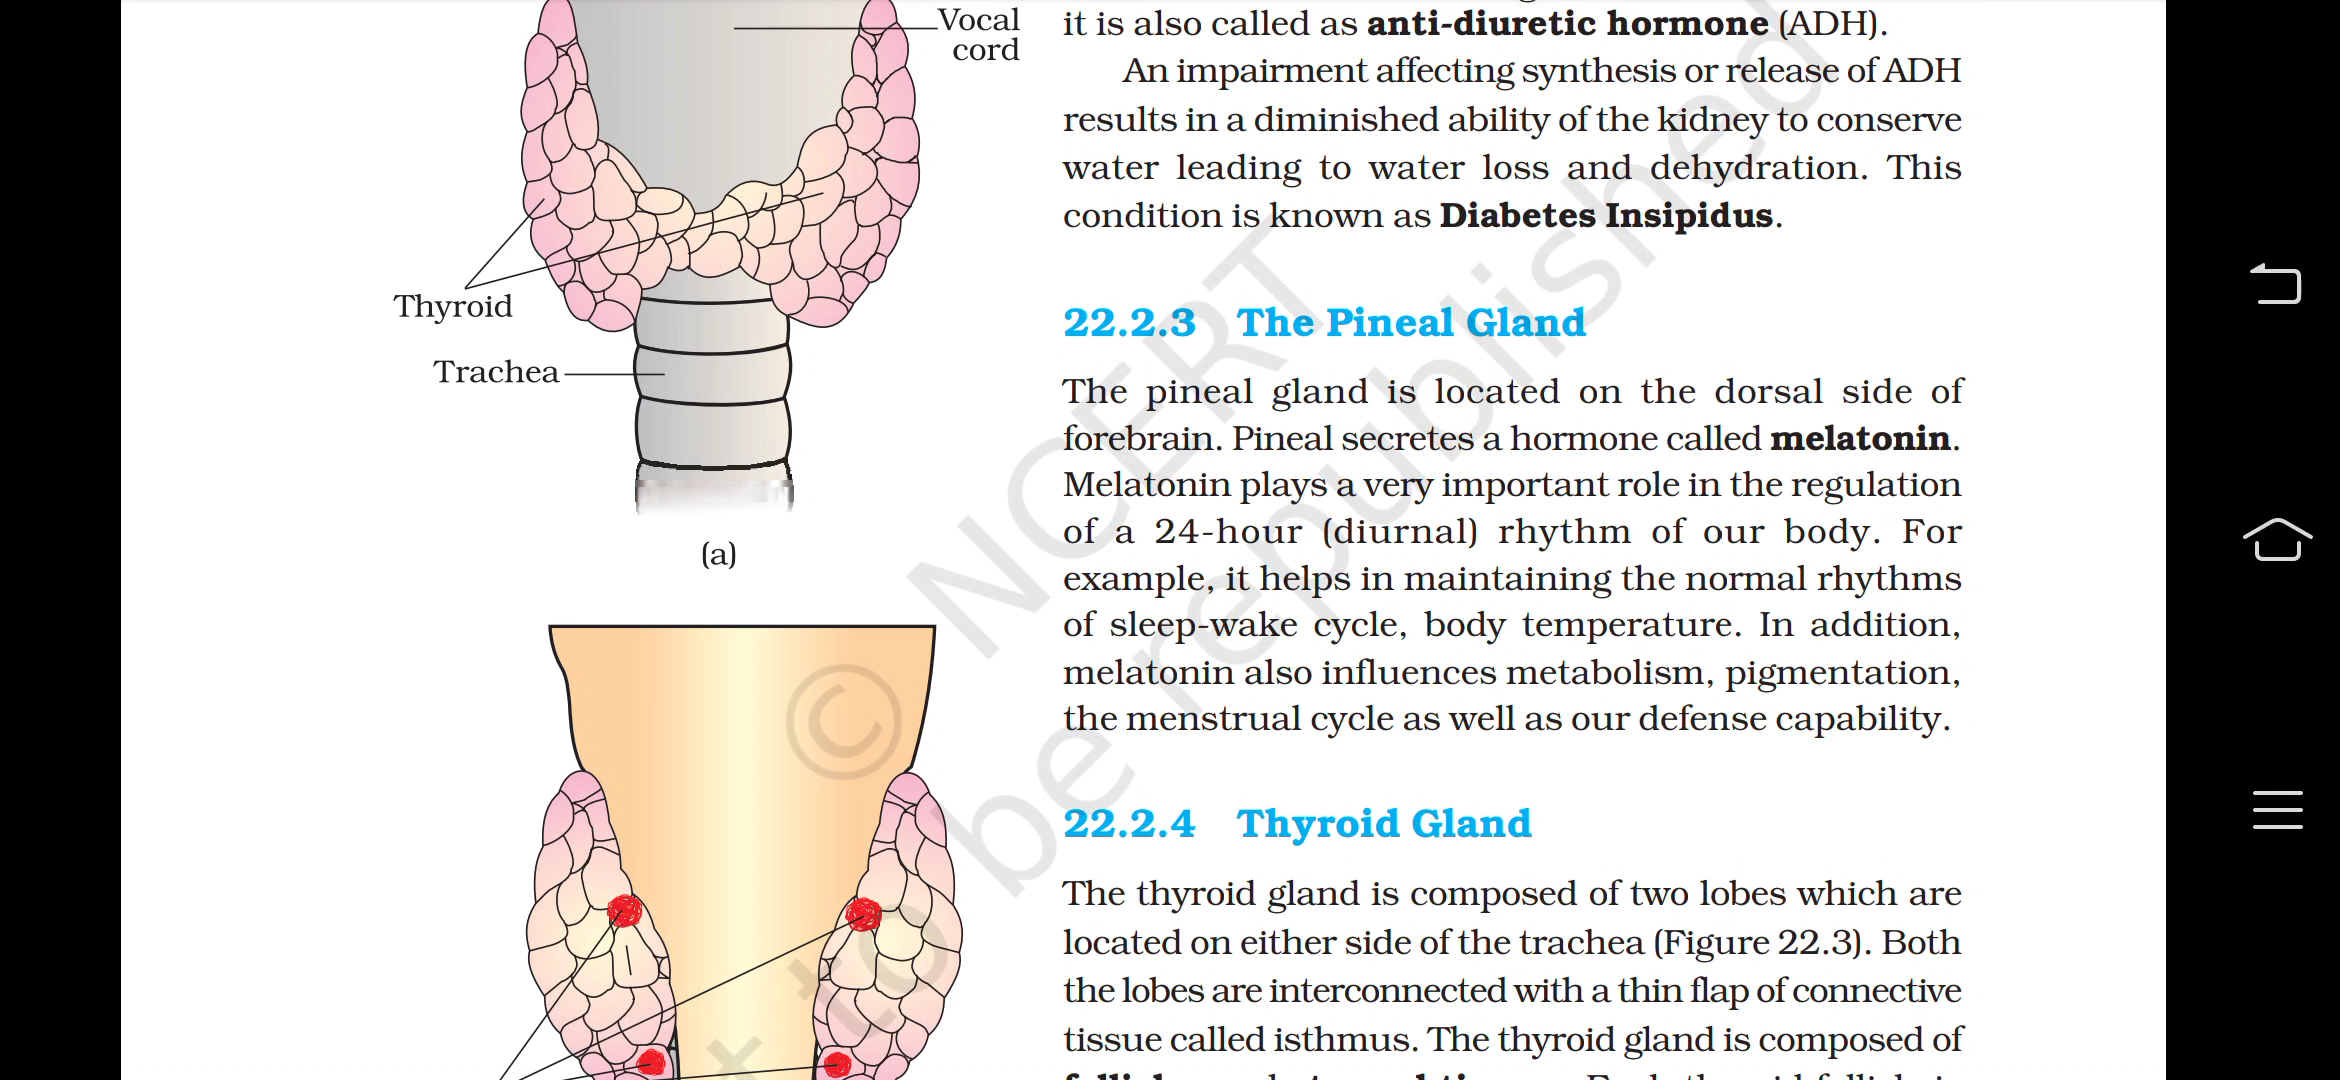 Vocal
cord
Thyroid
Trachea
(a)
it is also called as anti-diuretic hormone (ADH).
An impairment affecting synthesis or release of ADH
results in a diminished ability of the kidney to conserve
water leading to water loss and dehydration. This
condition is known as Diabetes Insipidus.
22.2.3 The Pineal Gland
The pineal gland is located on the dorsal side of
forebrain. Pineal secretes a hormone called melatonin.
Melatonin plays a very important role in the regulation
of a 24-hour (diurnal) rhythm of our body. For
example, it helps in maintaining the normal rhythms
of sleep-wake cycle, body temperature. In addition,
melatonin also influences metabolism, pigmentation,
the menstrual cycle as well as our defense capability.
22.2.4 Thyroid Gland
The thyroid gland is composed of two lobes which are
located on either side of the trachea (Figure 22.3). Both
the lobes are interconnected with a thin flap of connective
tissue called isthmus. The thyroid gland is composed of
© NCERT
to be republished